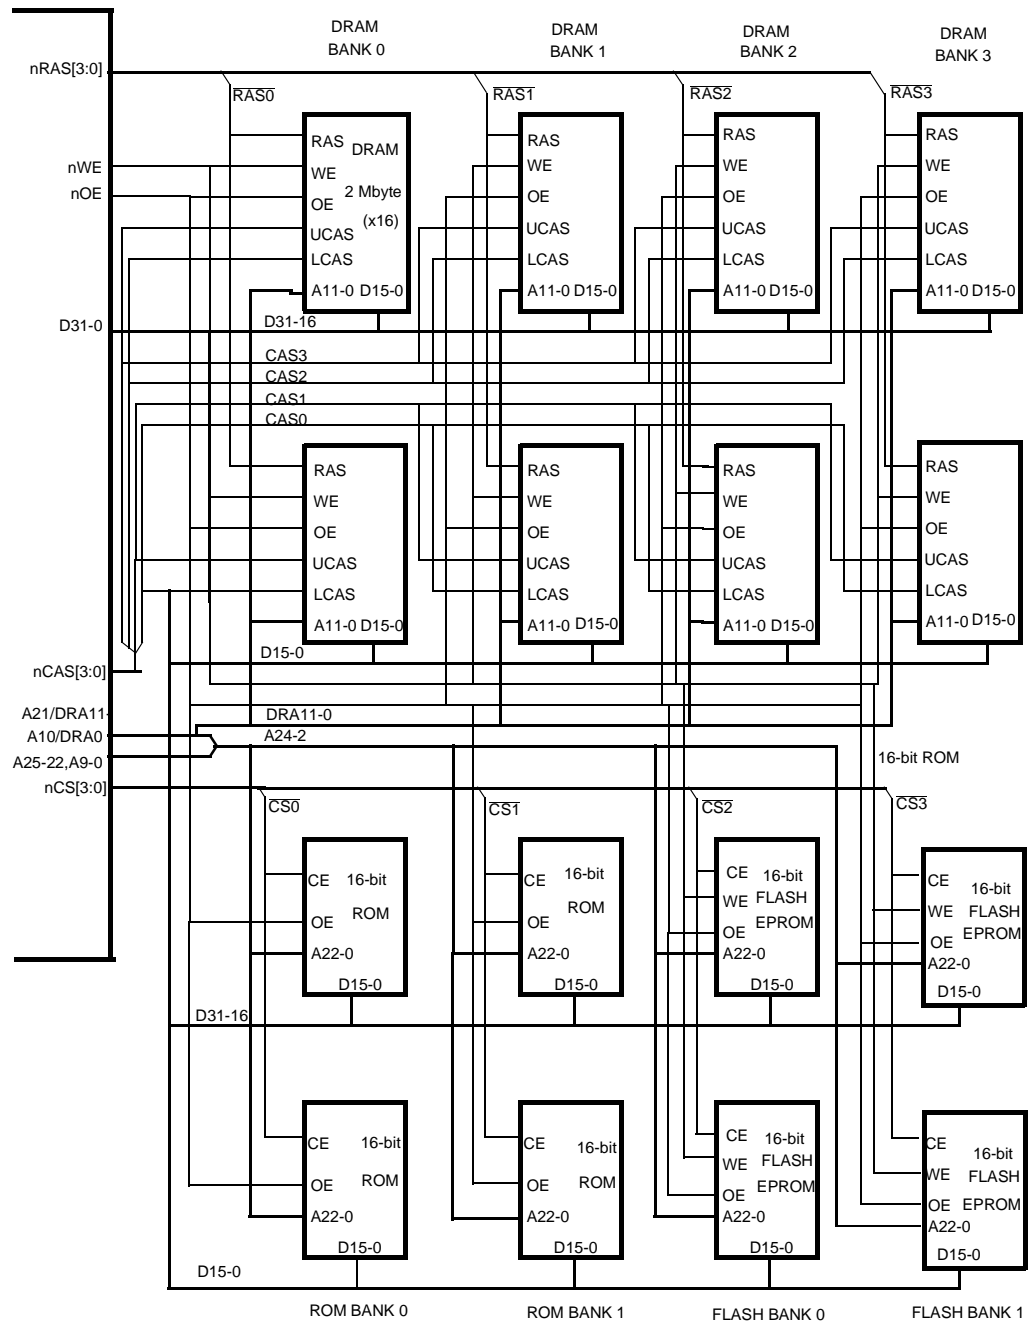 DRAM
BANK 0
DRAM
BANK 1
DRAM
BANK 2
DRAM
BANK 3
nRAS[3:0]
RAS0
RAS1
RAS2
RAS3
nWE
nOE
RAS DRAM
WE
2 Mbyte
OE
(x16)
UCAS
LCAS
A11-0 D15-0
RAS
WE
OE
UCAS
LCAS
A11-0 D15-0
RAS
WE
OE
UCAS
LCAS
A11-0 D15-0
RAS
WE
OE
UCAS
LCAS
A11-0 D15-0
D31-0
D31-16
CAS3
CAS2
CAS1
CAS0
RAS
WE
OE
UCAS
LCAS
A11-0 D15-0
RAS
WE
OE
UCAS
LCAS
A11-0 D15-0
RAS
WE
OE
UCAS
LCAS
A11-0 D15-0
RAS
WE
OE
UCAS
LCAS
A11-0 D15-0
D15-0
nCAS[3:0]
A21/DRA11-
A10/DRA0
A25-22,A9-0
nCS[3:0]
DRA11-0
A24-2
16-bit ROM
CS0
CS1
CS2
CS3
CE 16-bit
ROM
OE
A22-0
D15-0
CE 16-bit
ROM
OE
A22-0
D15-0
CE 16-bit
WE FLASH
OE EPROM
A22-0
D15-0
CE 16-bit
WE FLASH
OE EPROM
A22-0
D15-0
D31-16
CE 16-bit
OE ROM
A22-0
D15-0
CE 16-bit
OE ROM
A22-0
D15-0
CE 16-bit
WE FLASH
OE EPROM
A22-0
D15-0
CE 16-bit
WE FLASH
OE EPROM
A22-0
D15-0
D15-0
ROM BANK 0
ROM BANK 1
FLASH BANK 0
FLASH BANK 1